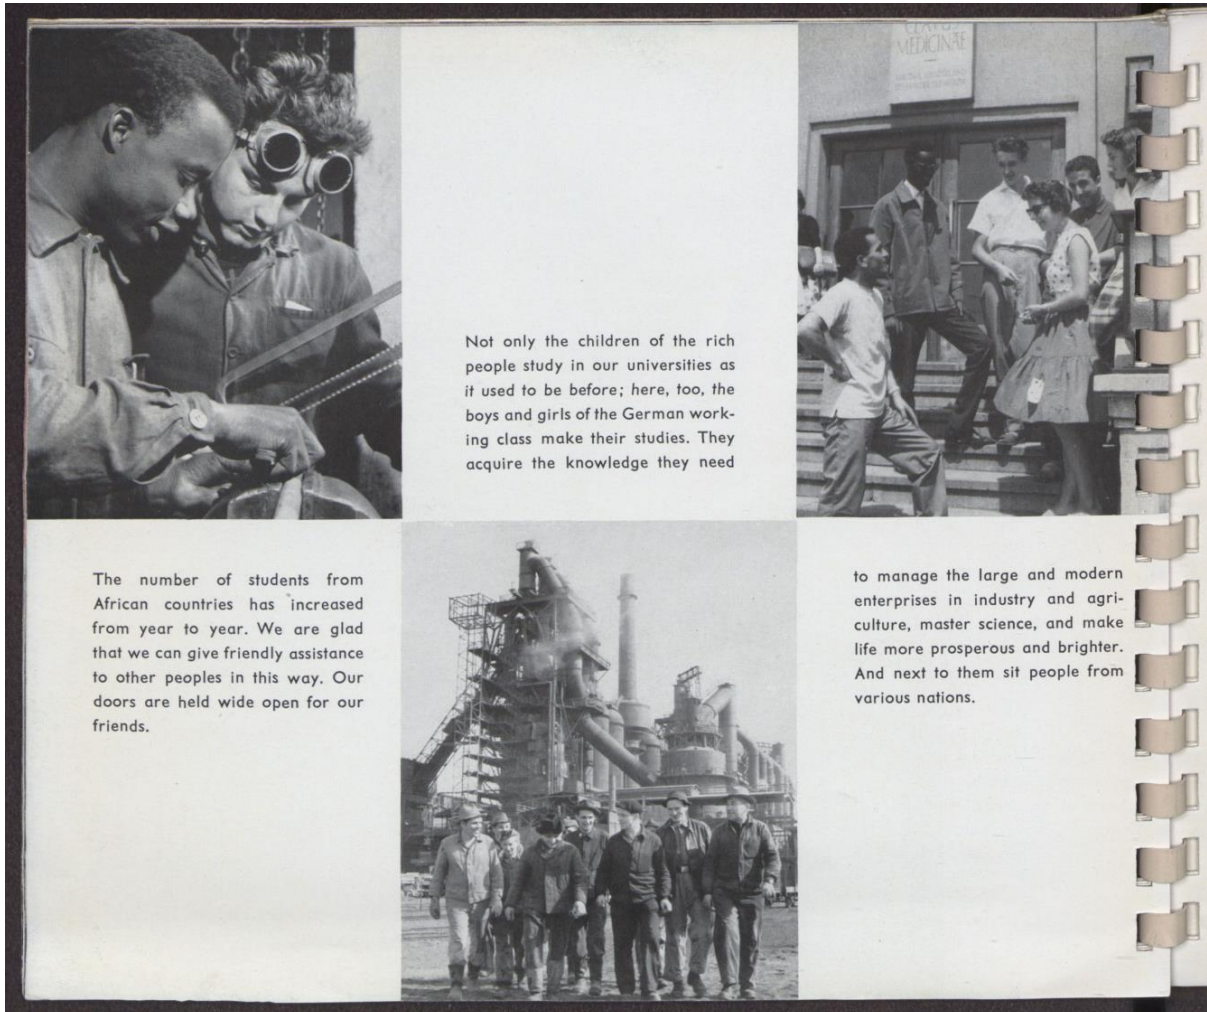 MEDICINAE
Not only the children of the rich
people study in our universities as
it used to be before; here, too, the
boys and girls of the German work-
ing class make their studies. They
acquire the knowledge they need
The number of students from
African countries has increased
from year to year. We are glad
that we can give friendly assistance
to other peoples in this way. Our
doors are held wide open for our
friends.
to manage the large and modern
enterprises in industry and agri-
culture, master science, and make
life more prosperous and brighter.
And next to them sit people from
various nations.